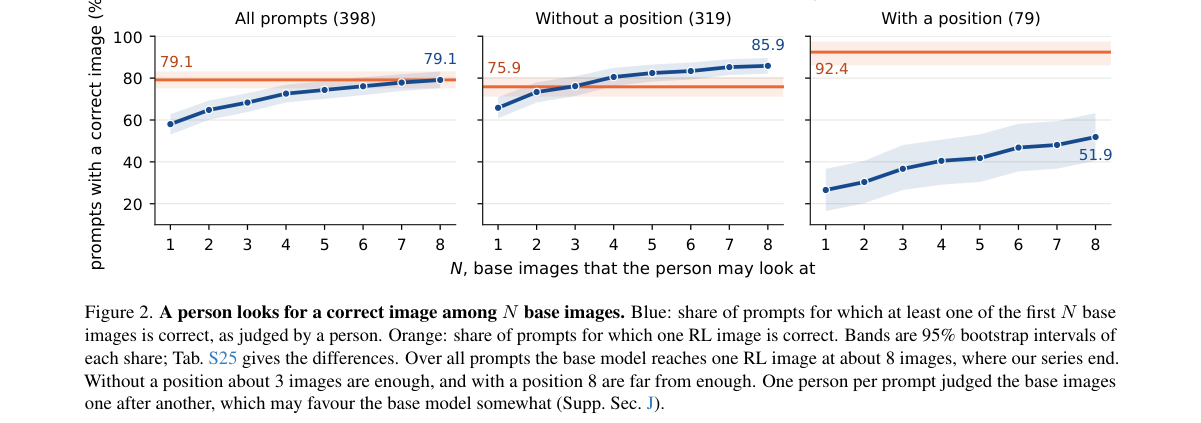 All prompts (398)
Without a position (319)
With a position (79)
prompts with a correct image (%
100
80
60
40
20
79.1
79.1
75.9
85.9
92.4
51.9
1 2 3 4 5 6 7 8
1 2 3 4 5 6 7 8
1 2 3 4 5 6 7 8
N, base images that the person may look at
Figure 2. A person looks for a correct image among N base images. Blue: share of prompts for which at least one of the first N base
images is correct, as judged by a person. Orange: share of prompts for which one RL image is correct. Bands are 95% bootstrap intervals of
each share; Tab. S25 gives the differences. Over all prompts the base model reaches one RL image at about 8 images, where our series end.
Without a position about 3 images are enough, and with a position 8 are far from enough. One person per prompt judged the base images
one after another, which may favour the base model somewhat (Supp. Sec. J).